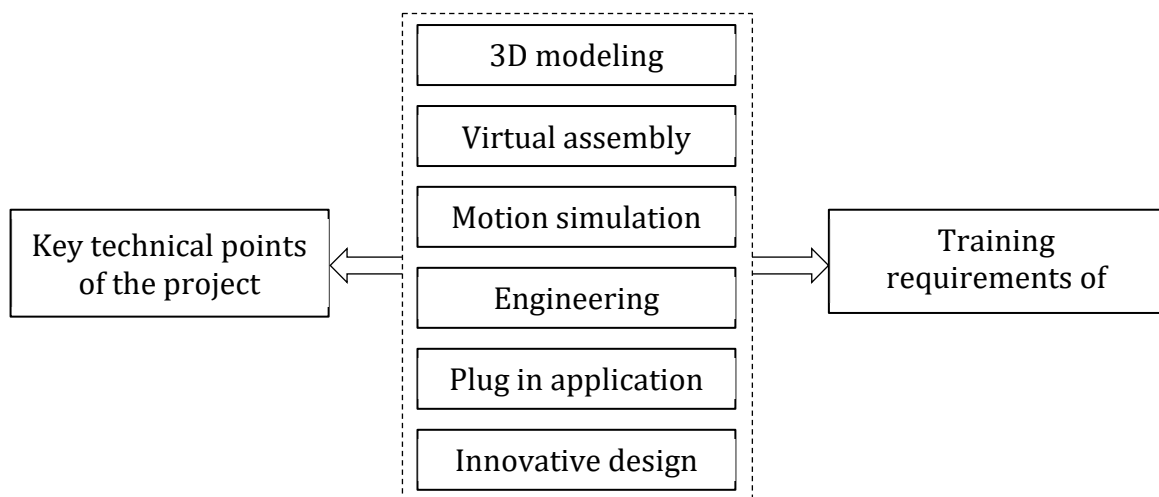 3D modeling
Virtual assembly
Motion simulation
Engineering
Plug in application
Innovative design
Key technical points
of the project
Training
requirements of